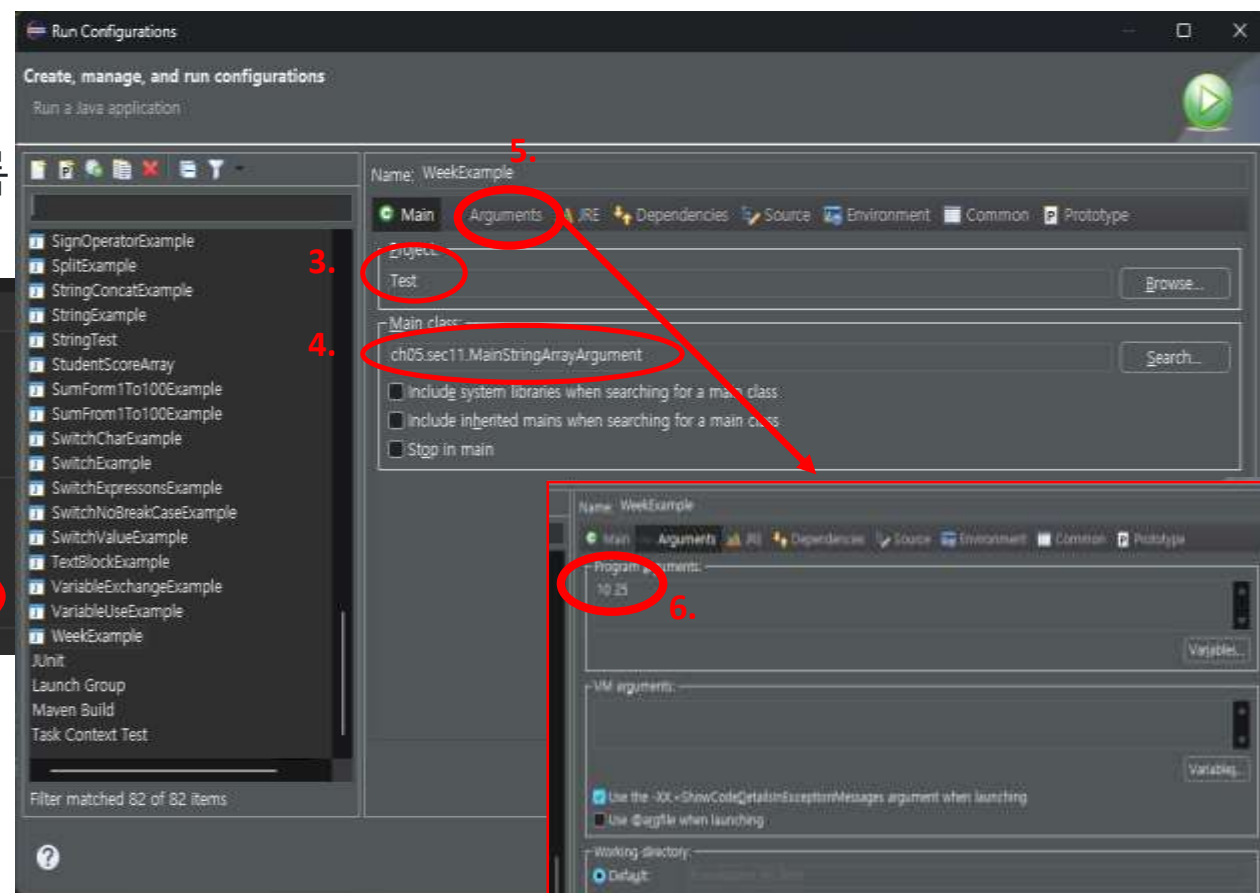 Run Configurations
Create, manage, and run configurations
Run a Java application
5.
Name: WeekExample
Main Arguments JRE Dependencies Source Environment Common Prototype
SignOperatorExample
SplitExample
StringConcatExample
StringExample
StringTest
StudentScoreArray
SumForm1To100Example
SumFrom1To100Example
SwitchCharExample
SwitchExample
SwitchExpressonsExample
SwitchNoBreakCaseExample
SwitchValueExample
TextBlockExample
VariableExchangeExample
VariableUseExample
WeekExample
JUnit
Launch Group
Maven Build
Task Context Test
Filter matched 82 of 82 items
Project:
3.
Test
Browse...
Main class:
4.
ch05.sec11.MainStringArrayArgument
Search...
Include system libraries when searching for a main class
Include inherited mains when searching for a main class
Stop in main
Name: WeekExample
Main Arguments JRE Dependencies Source Environment Common Prototype
Program arguments:
10 25
6.
Variables...
VM arguments:
Variables...
Use the -XX:+ShowCodeDetailsInExceptionMessages argument when launching
Use @argfile when launching
Working directory:
Default: